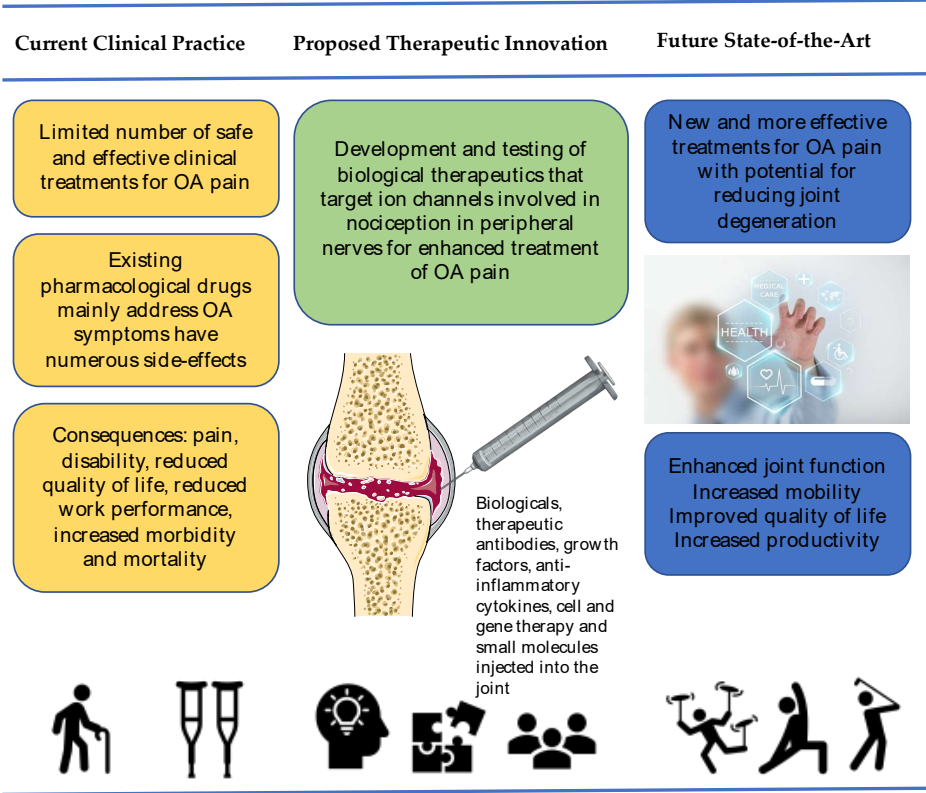 Current Clinical Practice
Proposed Therapeutic Innovation
Future State-of-the-Art
Limited number of safe
and effective clinical
treatments for OA pain
Existing
pharmacological drugs
mainly address OA
symptoms have
numerous side-effects
Consequences: pain,
disability, reduced
quality of life, reduced
work performance,
increased morbidity
and mortality
Development and testing of
biological therapeutics that
target ion channels involved in
nociception in peripheral
nerves for enhanced treatment
of OA pain
Biologicals,
therapeutic
antibodies, growth
factors, anti-
inflammatory
cytokines, cell and
gene therapy and
small molecules
injected into the
joint
New and more effective
treatments for OA pain
with potential for
reducing joint
degeneration
MEDICAL
CARE
HEALTH
Enhanced joint function
Increased mobility
Improved quality of life
Increased productivity